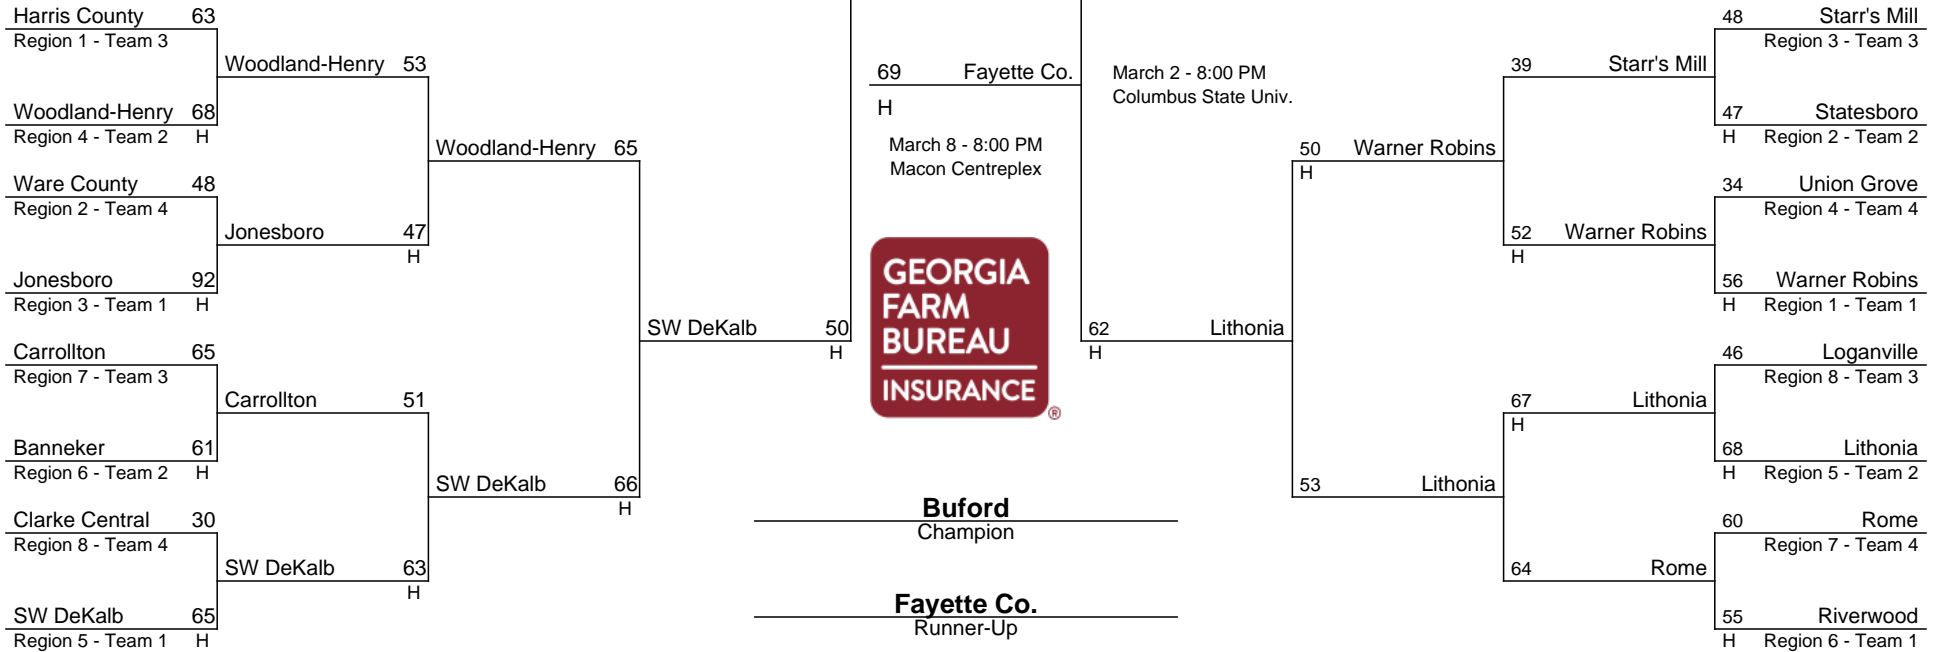 Harris County 63
Region 1 - Team 3
Woodland-Henry 53
Woodland-Henry 68
Region 4 - Team 2 H
Woodland-Henry 65
Ware County 48
Region 2 - Team 4
Jonesboro 47
H
Jonesboro 92
Region 3 - Team 1 H
SW DeKalb 50
H
Carrollton 65
Region 7 - Team 3
Carrollton 51
Banneker 61
Region 6 - Team 2 H
SW DeKalb 66
H
Clarke Central 30
Region 8 - Team 4
SW DeKalb 63
H
SW DeKalb 65
Region 5 - Team 1 H
69 Fayette Co.
H
March 8 - 8:00 PM
Macon Centreplex
March 2 - 8:00 PM
Columbus State Univ.
GEORGIA
FARM
BUREAU
INSURANCE
®
Buford
Champion
Fayette Co.
Runner-Up
62 Lithonia
H
50 Warner Robins
H
53 Lithonia
39 Starr's Mill
52 Warner Robins
H
67 Lithonia
H
64 Rome
48 Starr's Mill
Region 3 - Team 3
47 Statesboro
H Region 2 - Team 2
34 Union Grove
Region 4 - Team 4
56 Warner Robins
H Region 1 - Team 1
46 Loganville
Region 8 - Team 3
68 Lithonia
H Region 5 - Team 2
60 Rome
Region 7 - Team 4
55 Riverwood
H Region 6 - Team 1